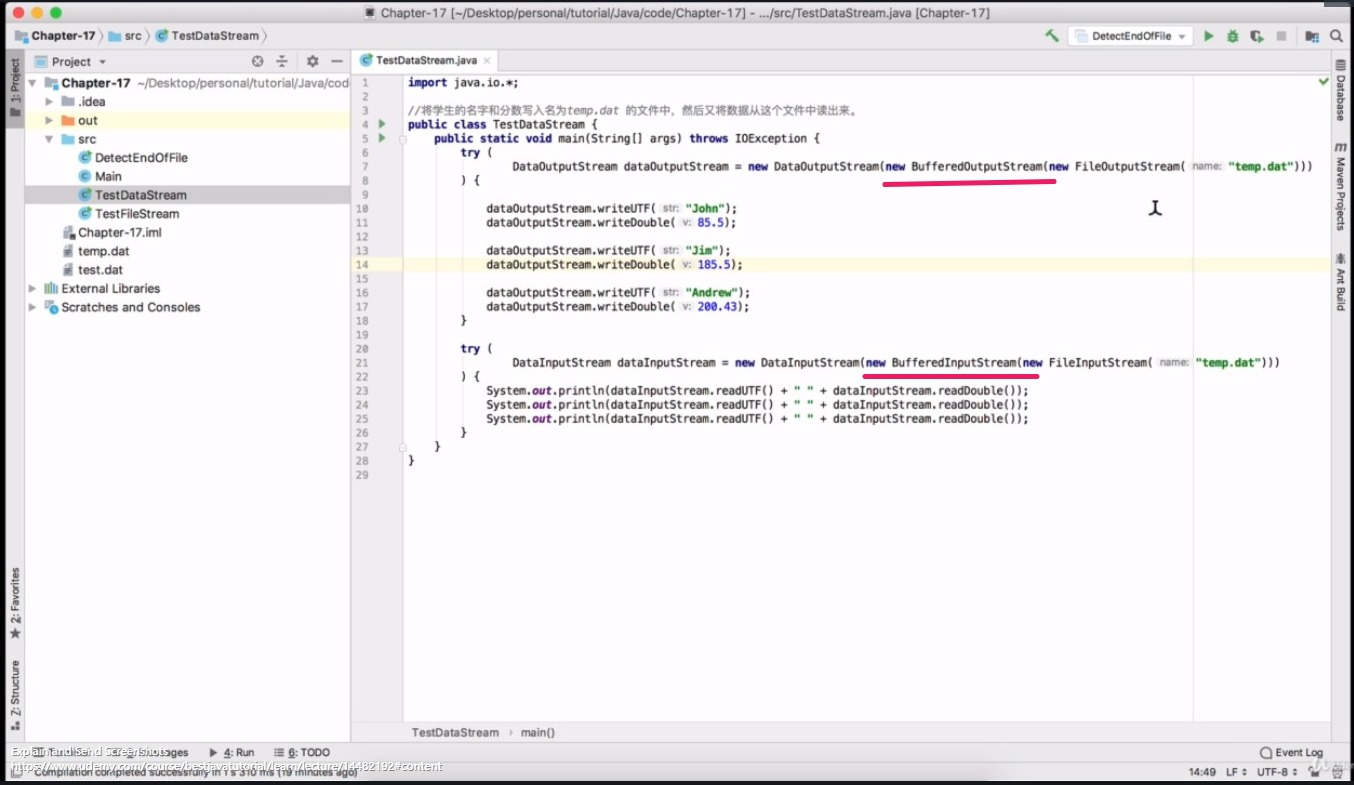 Chapter-17 [~/Desktop/personal/tutorial/Java/code/Chapter-17] - .../src/TestDataStream.java [Chapter-17]
Chapter-17 src TestDataStream
DetectEndOfFile
1: Project
Project
TestDataStream.java
Chapter-17 ~/Desktop/personal/tutorial/Java/cod
.idea
out
src
DetectEndOfFile
Main
TestDataStream
TestFileStream
Chapter-17.iml
temp.dat
test.dat
External Libraries
Scratches and Consoles
1 import java.io.*;
2
3 //将学生的名字和分数写入名为temp.dat 的文件中，然后又将数据从这个文件中读出来。
4 public class TestDataStream {
5 public static void main(String[] args) throws IOException {
6 try (
7 DataOutputStream dataOutputStream = new DataOutputStream(new BufferedOutputStream(new FileOutputStream( name: "temp.dat")))
8 ) {
9
10 dataOutputStream.writeUTF( str: "John");
11 dataOutputStream.writeDouble( v: 85.5);
12
13 dataOutputStream.writeUTF( str: "Jim");
14 dataOutputStream.writeDouble( v: 185.5);
15
16 dataOutputStream.writeUTF( str: "Andrew");
17 dataOutputStream.writeDouble( v: 200.43);
18 }
19
20 try (
21 DataInputStream dataInputStream = new DataInputStream(new BufferedInputStream(new FileInputStream( name: "temp.dat")))
22 ) {
23 System.out.println(dataInputStream.readUTF() + " " + dataInputStream.readDouble());
24 System.out.println(dataInputStream.readUTF() + " " + dataInputStream.readDouble());
25 System.out.println(dataInputStream.readUTF() + " " + dataInputStream.readDouble());
26 }
27 }
28 }
29
Database
Maven Projects
Ant Build
2: Favorites
Z: Structure
TestDataStream › main()
Explain and Send Screenshots
4: Run
6: TODO
Event Log
https://www.udemy.com/course/bestjavatutorial/learn/lecture/14482192#content
Compilation completed successfully in 1 s 310 ms (19 minutes ago)
14:49 LF UTF-8